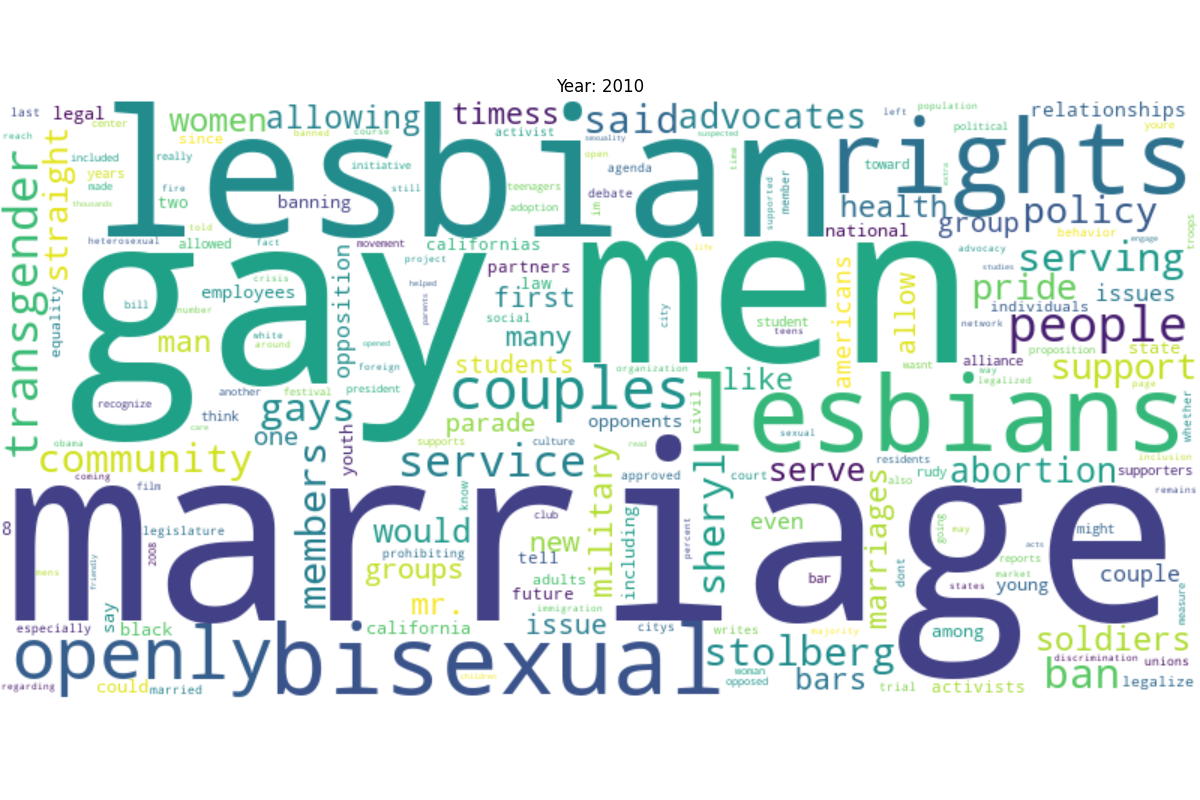 Year: 2010
last legal lesbian women allowing timess said advocates left population relationships
reach center since banned course activist sexuality suspected political youre
transgender straight included really initiative open agenda time rights toward
years made fire still teenagers debate supported member extra
thousands two banning adoption im health group policy
told national behavior
heterosexual allowed fact movement californias advocacy engage troops
gay men life serving
equality crisis project partners law americans allow studies pride issues
bill employees opposition helped first individuals
number parents social city student network people
man white many teens alliance proposition state
around opened students wasnt support
foreign organization way legalized page
another festival president couples like lesbians
recognize care think gays parade opponents civil whether
obama one youth supports culture read sexual
community service approved court serve residents rudy abortion inclusion supporters
coming also remains
film members know military sheryl marriages
marriage
8 legislature would club percent even going may might
2008 prohibiting new tell including dont acts
mens friendly groups adults bar reports states market young couple
mr. future immigration measure
especially say black california issue citys writes majority among soldiers
openly bisexual stolberg discrimination unions
regarding could married children woman opposed bars trial activists ban legalize